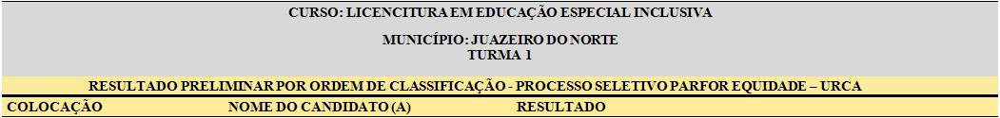 CURSO: LICENCITURA EM EDUCAÇÃO ESPECIAL INCLUSIVA
MUNICÍPIO: JUAZEIRO DO NORTE
TURMA 1
RESULTADO PRELIMINAR POR ORDEM DE CLASSIFICAÇÃO - PROCESSO SELETIVO PARFOR EQUIDADE – URCA
COLOCAÇÃO NOME DO CANDIDATO (A) RESULTADO